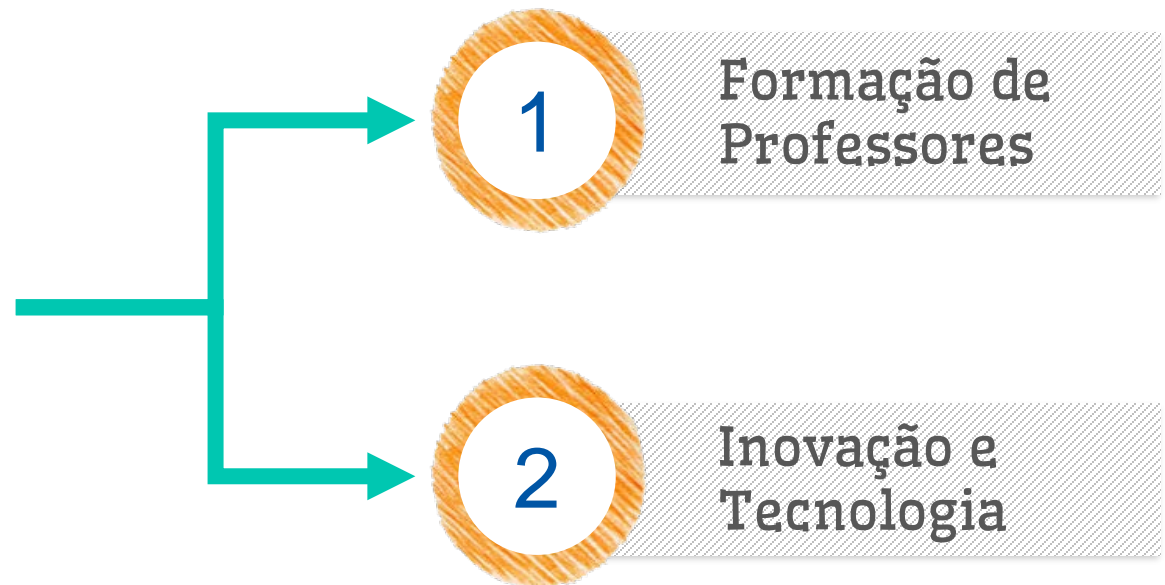 1
Formação de
Professores
2
Inovação e
Tecnologia